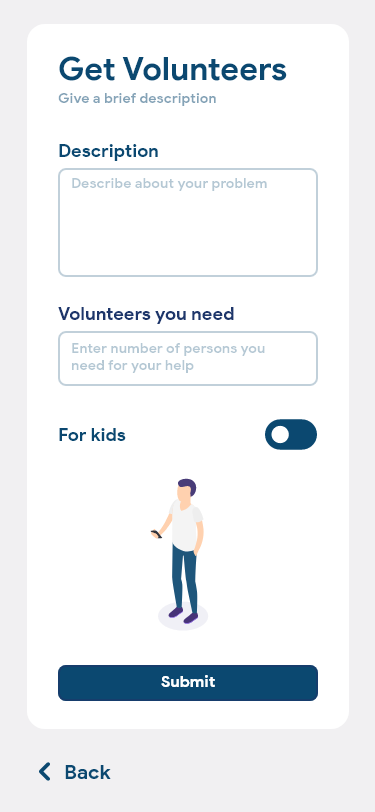 Get Volunteers
Give a brief description
Description
Describe about your problem
Volunteers you need
Enter number of persons you
need for your help
For kids
Submit
Back